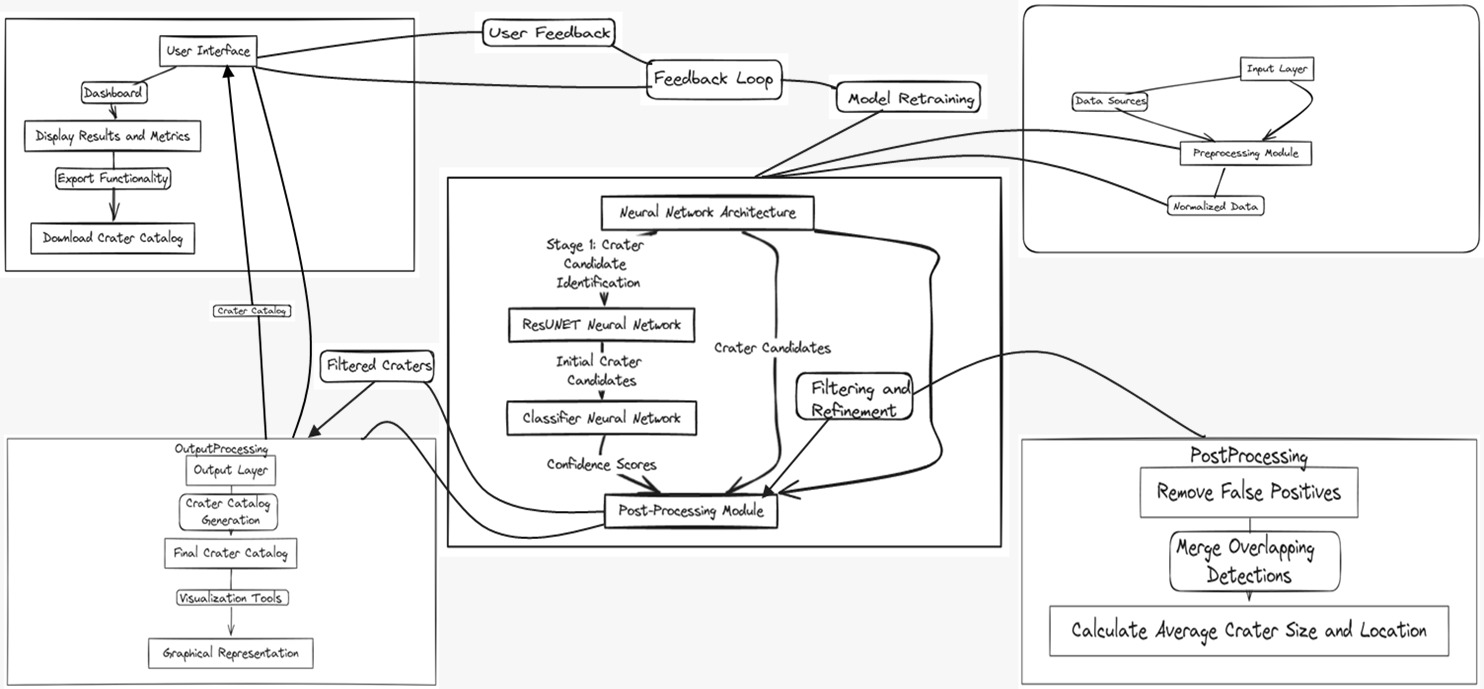 User Interface
Dashboard
Display Results and Metrics
Export Functionality
Download Crater Catalog
User Feedback
Feedback Loop
Model Retraining
Input Layer
Data Sources
Preprocessing Module
Normalized Data
Neural Network Architecture
Stage 1: Crater
Candidate
Identification
ResUNET Neural Network
Initial Crater
Candidates
Classifier Neural Network
Confidence Scores
Crater Candidates
Filtering and
Refinement
Post-Processing Module
Crater Catalog
Filtered Craters
OutputProcessing
Output Layer
Crater Catalog
Generation
Final Crater Catalog
Visualization Tools
Graphical Representation
PostProcessing
Remove False Positives
Merge Overlapping
Detections
Calculate Average Crater Size and Location